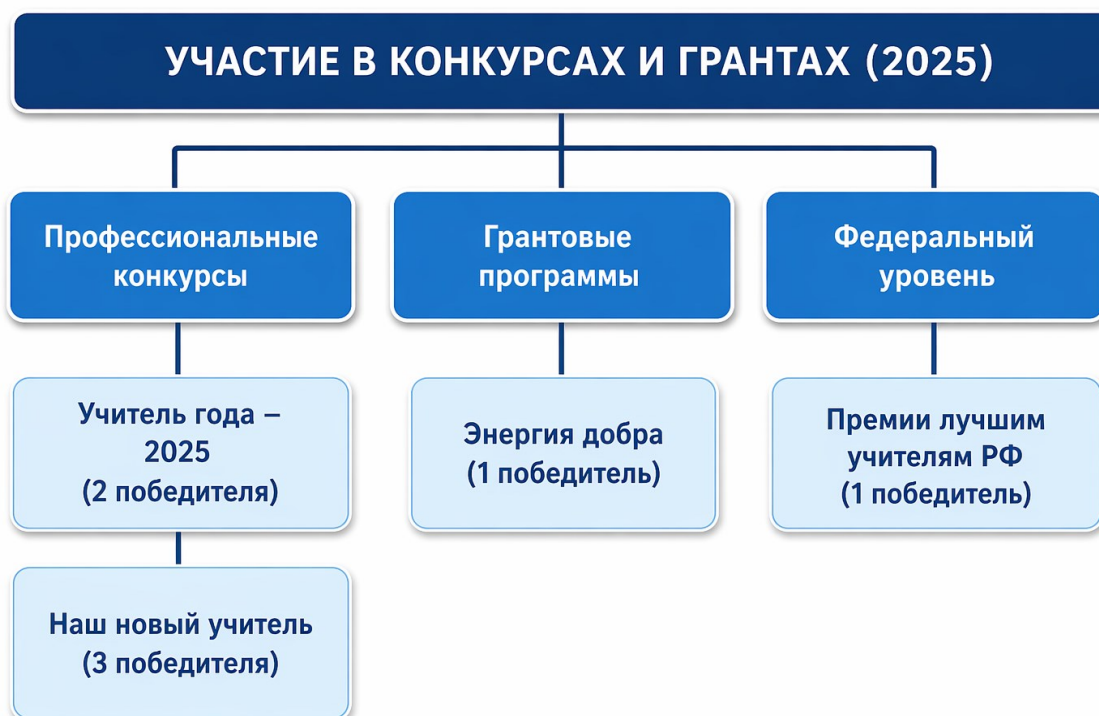 УЧАСТИЕ В КОНКУРСАХ И ГРАНТАХ (2025)
Профессиональные
конкурсы
Грантовые
программы
Федеральный
уровень
Учитель года –
2025
(2 победителя)
Энергия добра
(1 победитель)
Премии лучшим
учителям РФ
(1 победитель)
Наш новый учитель
(3 победителя)